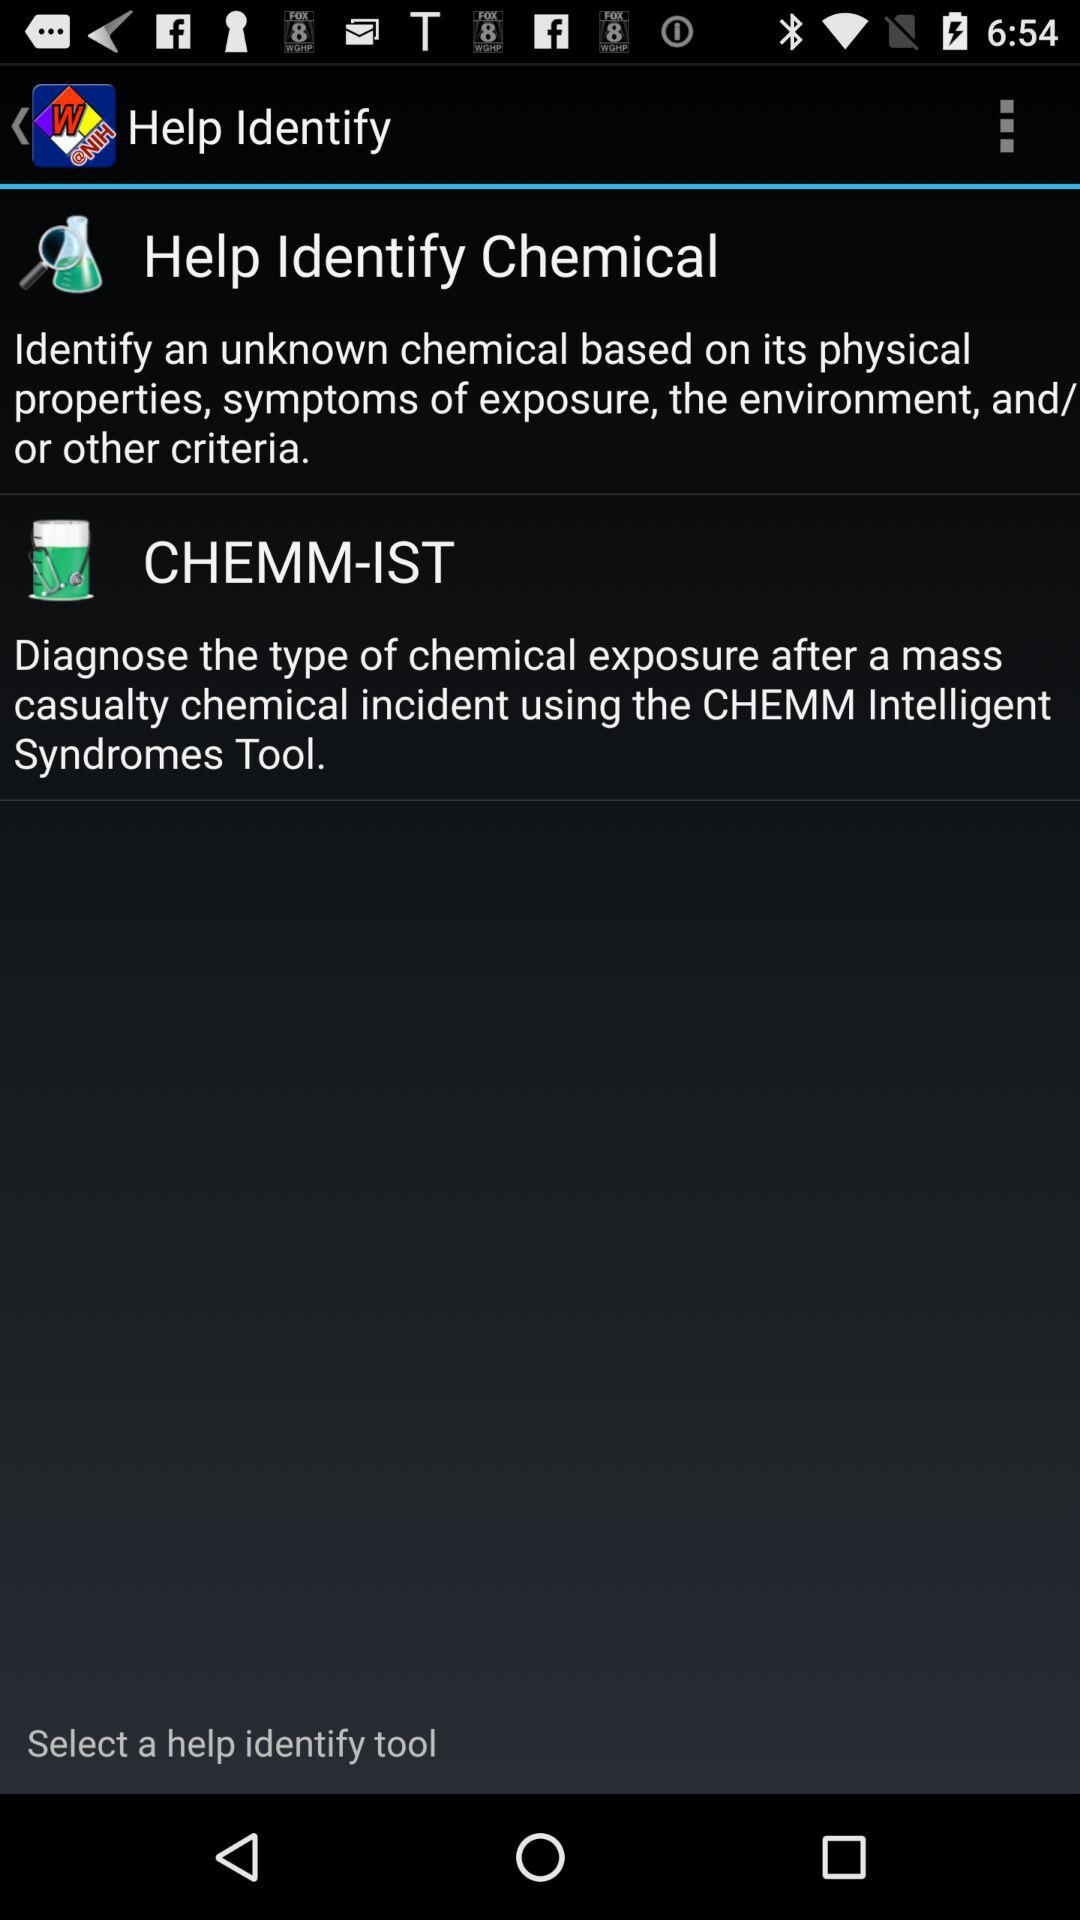 FOX 8 WGHP T FOX 8 WGHP FOX 8 WGHP 6:54
W @NIH Help Identify
Help Identify Chemical
Identify an unknown chemical based on its physical
properties, symptoms of exposure, the environment, and/
or other criteria.
CHEMM-IST
Diagnose the type of chemical exposure after a mass
casualty chemical incident using the CHEMM Intelligent
Syndromes Tool.
Select a help identify tool